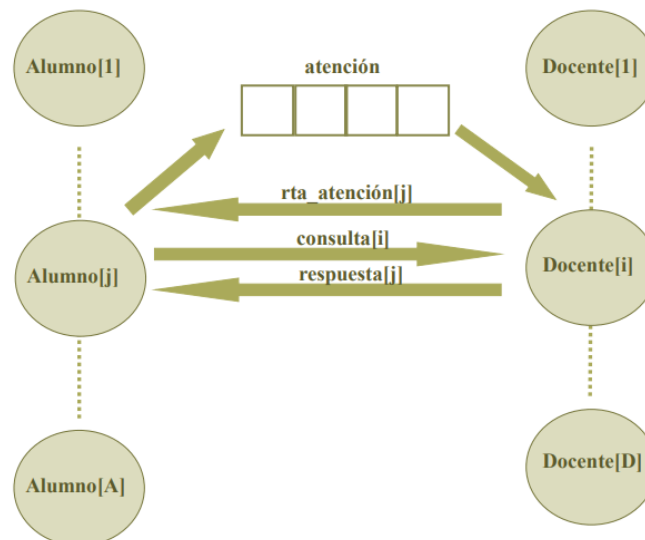 Alumno[1]
atención
Docente[1]
rta_atención[j]
consulta[i]
respuesta[j]
Alumno[j]
Docente[i]
Alumno[A]
Docente[D]